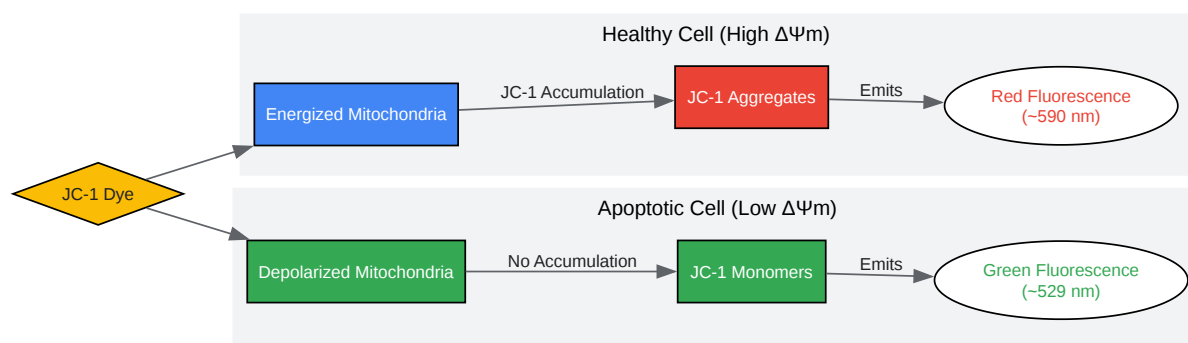 Healthy Cell (High ΔΨm)
Energized Mitochondria
JC-1 Accumulation
JC-1 Aggregates
Emits
Red Fluorescence
(~590 nm)
JC-1 Dye
Apoptotic Cell (Low ΔΨm)
Depolarized Mitochondria
No Accumulation
JC-1 Monomers
Emits
Green Fluorescence
(~529 nm)